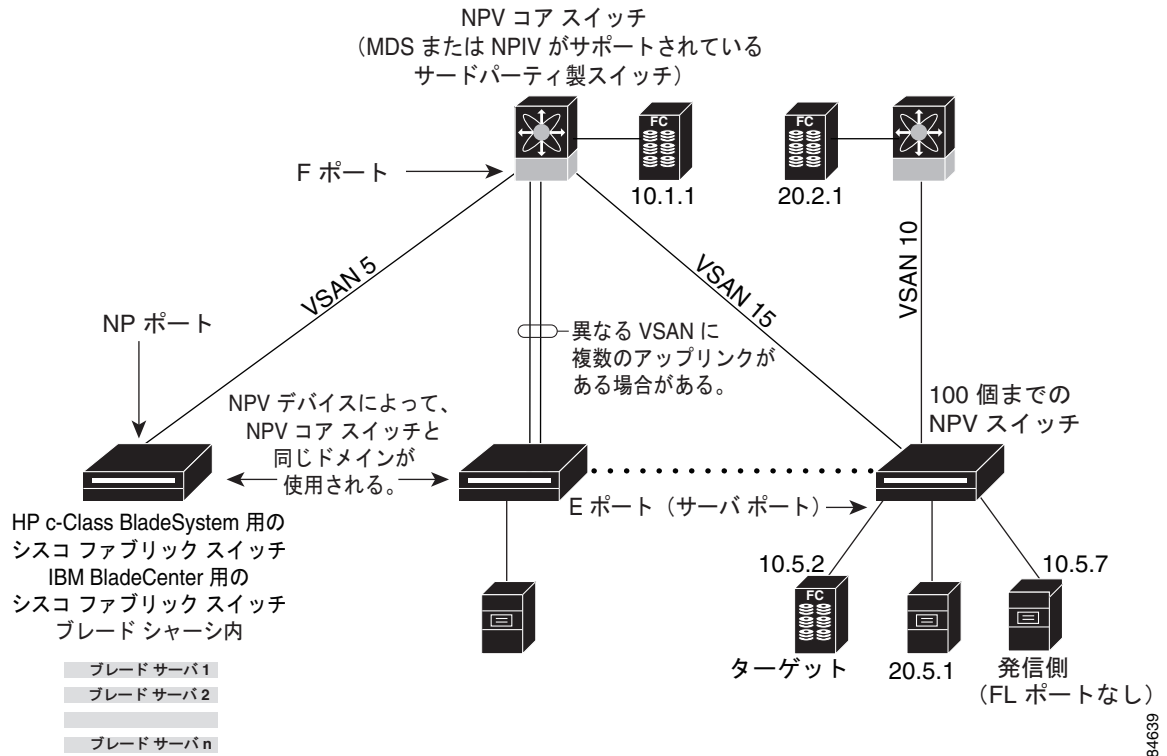 NPV コア スイッチ
（MDS または NPIV がサポートされている
サードパーティ製スイッチ）
FC
FC
F ポート
10.1.1
20.2.1
VSAN 5
VSAN 15
VSAN 10
NP ポート
異なる VSAN に
複数のアップリンクが
ある場合がある。
NPV デバイスによって、
NPV コア スイッチと
同じドメインが
使用される。
100 個までの
NPV スイッチ
E ポート（サーバ ポート）
HP c-Class BladeSystem 用の
シスコ ファブリック スイッチ
IBM BladeCenter 用の
シスコ ファブリック スイッチ
ブレード シャーシ内
10.5.2
10.5.7
FC
ターゲット
20.5.1
発信側
（FL ポートなし）
ブレード サーバ 1
ブレード サーバ 2
ブレード サーバ n
84639